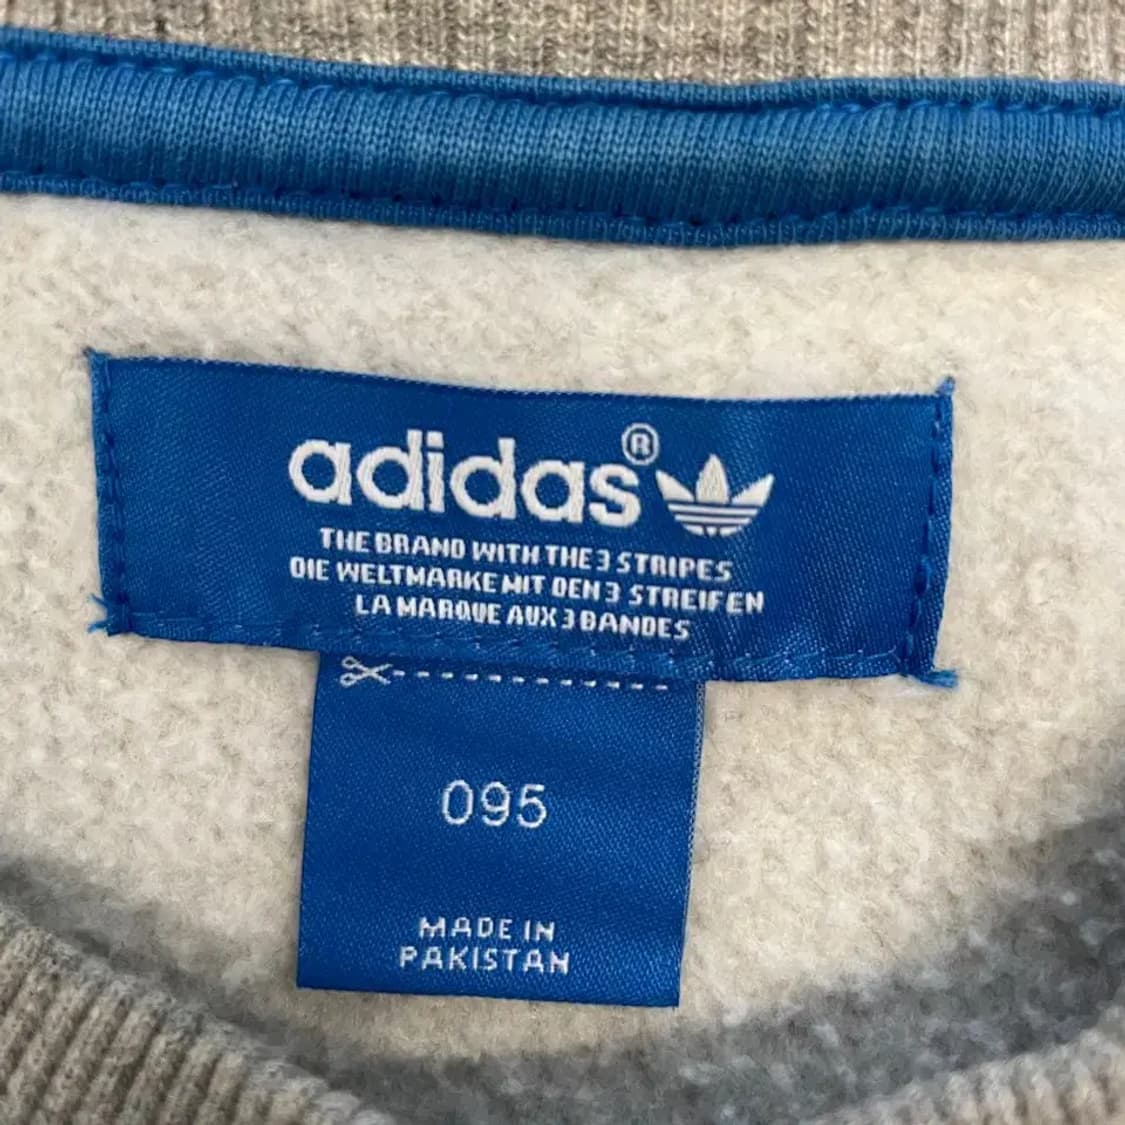 adidas®
THE BRAND WITH THE 3 STRIPES
DIE WELTMARKE MIT DEN 3 STREIFEN
LA MARQUE AUX 3 BANDES
095
MADE IN
PAKISTAN